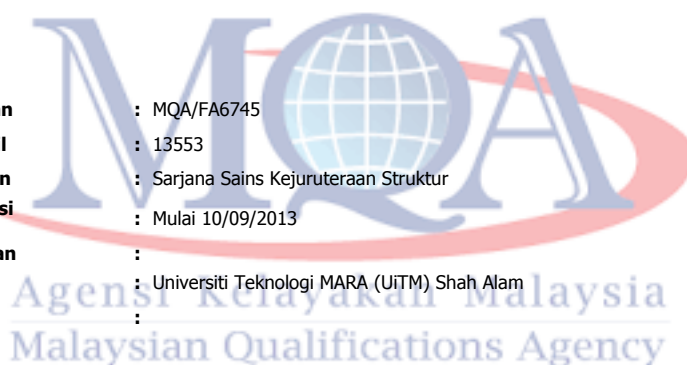 MQA
an : MQA/FA6745
l : 13553
n : Sarjana Sains Kejuruteraan Struktur
si : Mulai 10/09/2013
an :
: Universiti Teknologi MARA (UiTM) Shah Alam
Agensi Kelayakan Malaysia
:
Malaysian Qualifications Agency